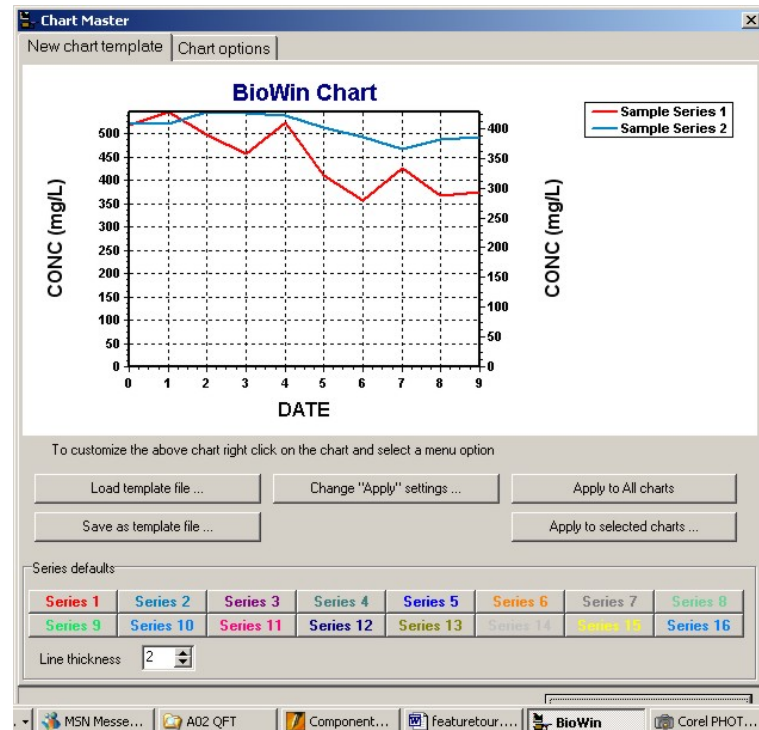 Chart Master
New chart template
Chart options
BioWin Chart
Sample Series 1
Sample Series 2
CONC (mg/L)
500
450
400
350
300
250
200
150
100
50
0
400
350
300
250
200
150
100
50
0
CONC (mg/L)
0 1 2 3 4 5 6 7 8 9
DATE
To customize the above chart right click on the chart and select a menu option
Load template file ... Change "Apply" settings ... Apply to All charts
Save as template file ... Apply to selected charts ...
Series defaults
Series 1 Series 2 Series 3 Series 4 Series 5 Series 6 Series 7 Series 8
Series 9 Series 10 Series 11 Series 12 Series 13 Series 14 Series 15 Series 16
Line thickness 2
MSN Messe... A02 QFT Component... featuretour.... BioWin Corel PHOT...